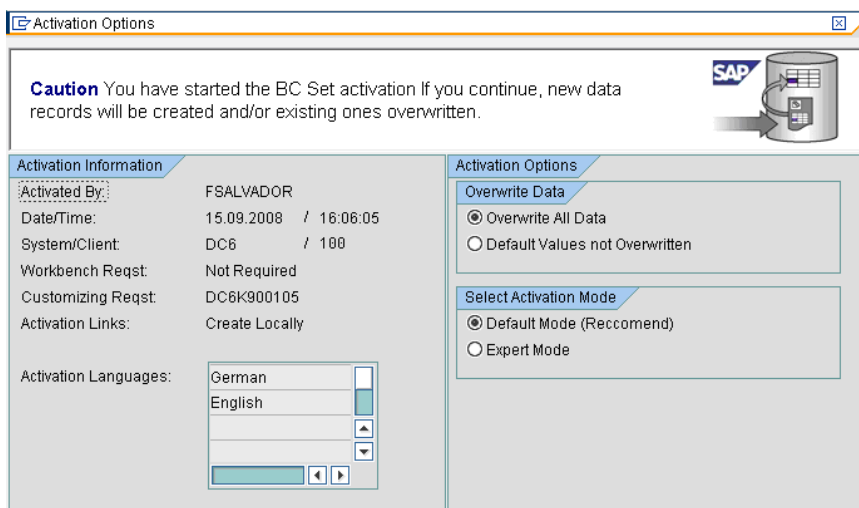 Activation Options
Caution You have started the BC Set activation If you continue, new data
records will be created and/or existing ones overwritten.
SAP
Activation Information
Activated By: FSALVADOR
Date/Time: 15.09.2008 / 16:06:05
System/Client: DC6 / 100
Workbench Reqst: Not Required
Customizing Reqst: DC6K900105
Activation Links: Create Locally
Activation Languages: German
English
Activation Options
Overwrite Data
Overwrite All Data
Default Values not Overwritten
Select Activation Mode
Default Mode (Reccomend)
Expert Mode